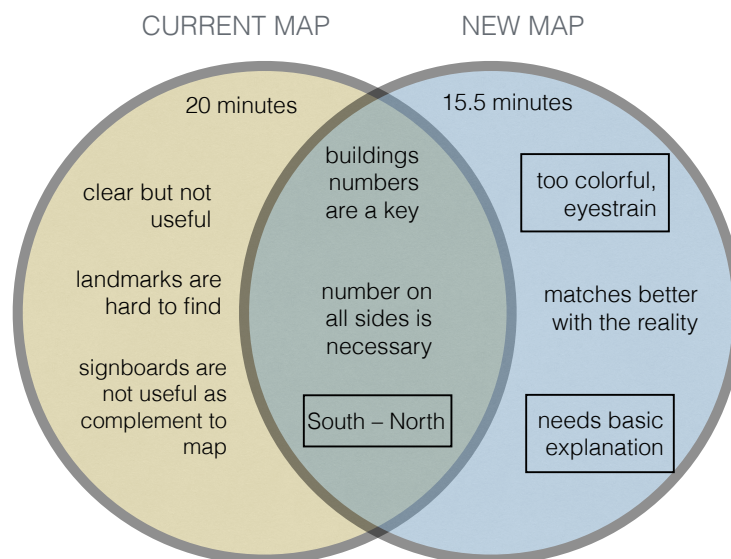 CURRENT MAP
NEW MAP
20 minutes
clear but not
useful
landmarks are
hard to find
signboards are
not useful as
complement to
map
buildings
numbers
are a key
number on
all sides is
necessary
South – North
15.5 minutes
too colorful,
eyestrain
matches better
with the reality
needs basic
explanation